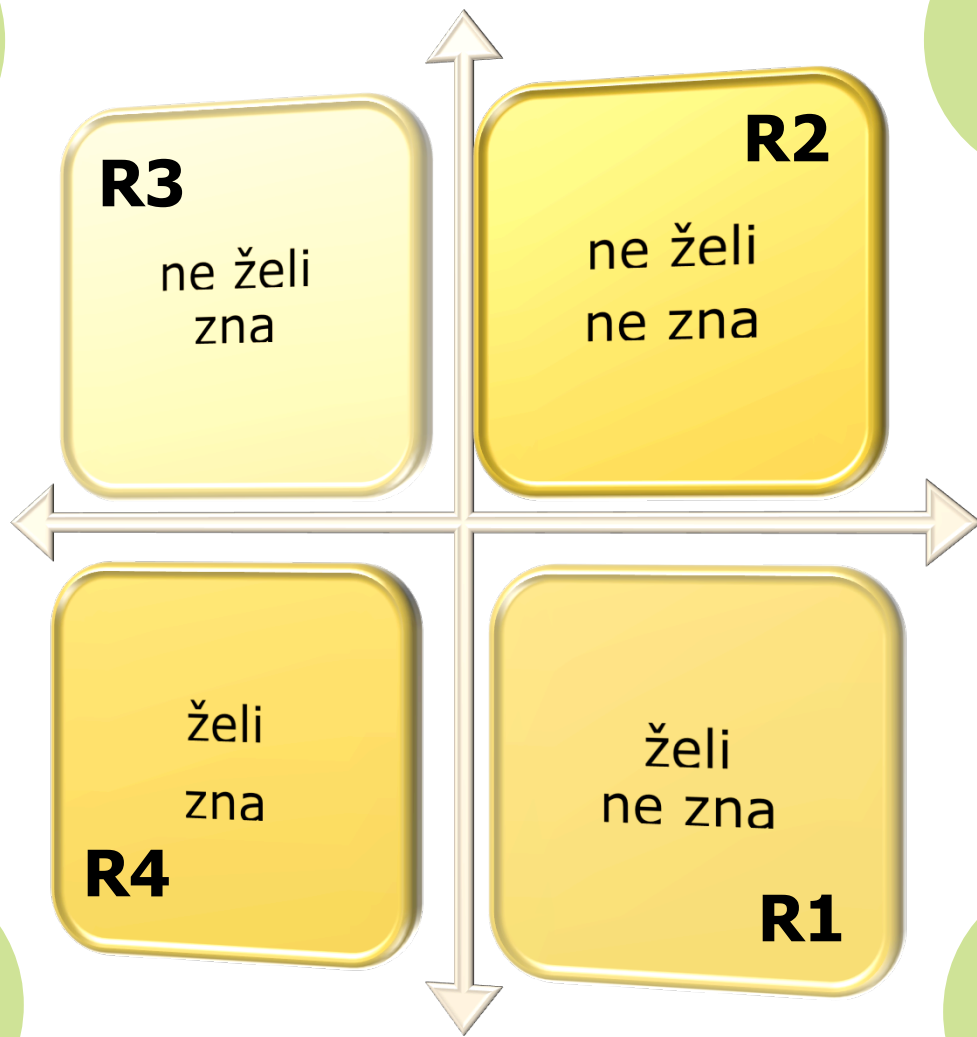 R3
ne želi
zna
R2
ne želi
ne zna
želi
zna
R4
želi
ne zna
R1